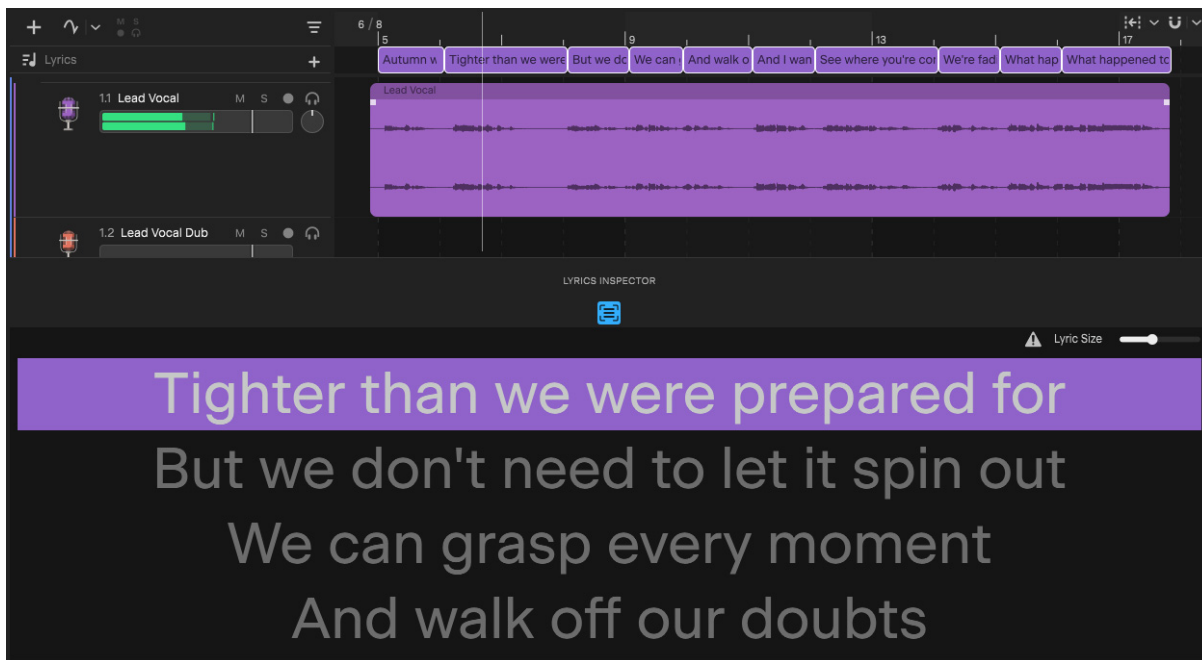 M S
6 / 8
5 9 13 17
Lyrics
Autumn w Tighter than we were But we dc We can And walk o And I wan See where you're cor We're fad What hap What happened to
1.1 Lead Vocal M S
Lead Vocal
1.2 Lead Vocal Dub M S
LYRICS INSPECTOR
Lyric Size
Tighter than we were prepared for
But we don't need to let it spin out
We can grasp every moment
And walk off our doubts